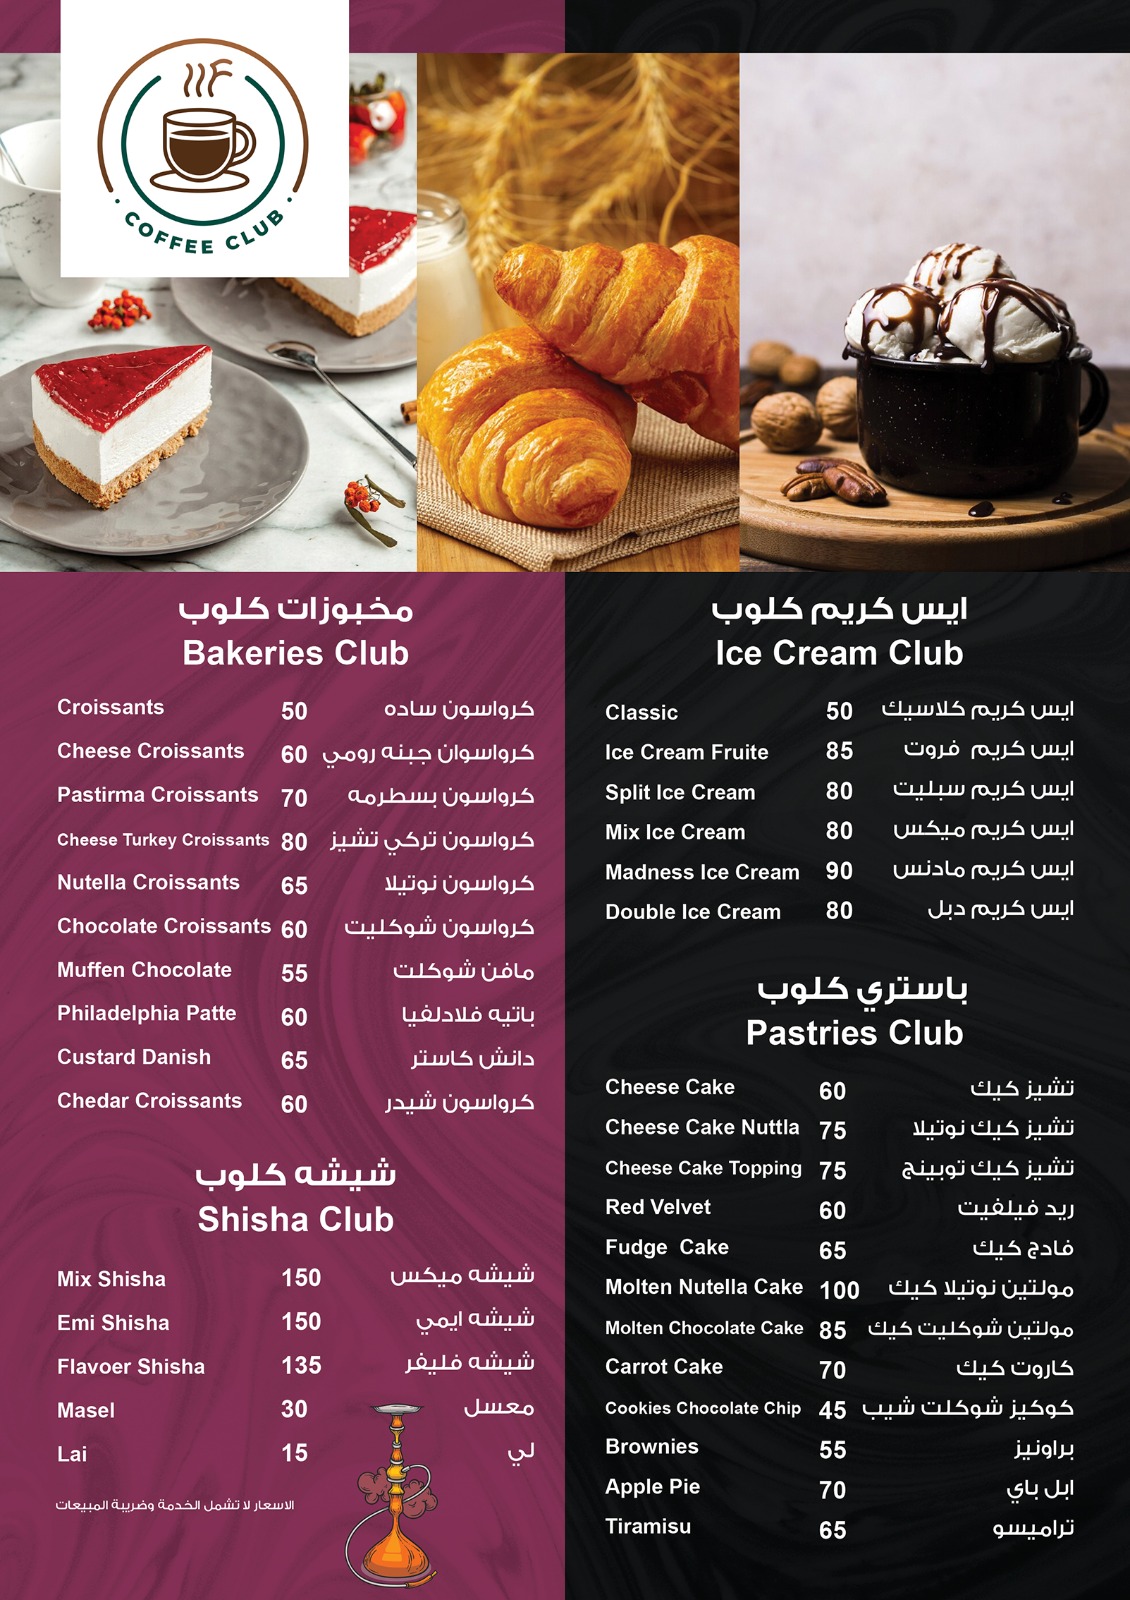 COFFEE CLUB
مخبوزات كلوب
Bakeries Club
Croissants 50 كرواسون ساده
Cheese Croissants 60 كرواسوان جبنه رومي
Pastirma Croissants 70 كرواسون بسطرمه
Cheese Turkey Croissants 80 كرواسون تركي تشيز
Nutella Croissants 65 كرواسون نوتيلا
Chocolate Croissants 60 كرواسون شوكليت
Muffen Chocolate 55 مافن شوكلت
Philadelphia Patte 60 باتيه فلادلفيا
Custard Danish 65 دانش كاستر
Chedar Croissants 60 كرواسون شيدر
شيشه كلوب
Shisha Club
Mix Shisha 150 شيشه ميكس
Emi Shisha 150 شيشه ايمي
Flavoer Shisha 135 شيشه فليفر
Masel 30 معسل
Lai 15 لي
الاسعار لا تشمل الخدمة وضريبة المبيعات
ايس كريم كلوب
Ice Cream Club
Classic 50 ايس كريم كلاسيك
Ice Cream Fruite 85 ايس كريم فروت
Split Ice Cream 80 ايس كريم سبليت
Mix Ice Cream 80 ايس كريم ميكس
Madness Ice Cream 90 ايس كريم مادنس
Double Ice Cream 80 ايس كريم دبل
باستري كلوب
Pastries Club
Cheese Cake 60 تشيز كيك
Cheese Cake Nuttla 75 تشيز كيك نوتيلا
Cheese Cake Topping 75 تشيز كيك توبينج
Red Velvet 60 ريد فيلفيت
Fudge Cake 65 فادج كيك
Molten Nutella Cake 100 مولتين نوتيلا كيك
Molten Chocolate Cake 85 مولتين شوكليت كيك
Carrot Cake 70 كاروت كيك
Cookies Chocolate Chip 45 كوكيز شوكلت شيب
Brownies 55 براونيز
Apple Pie 70 ابل باي
Tiramisu 65 تراميسو